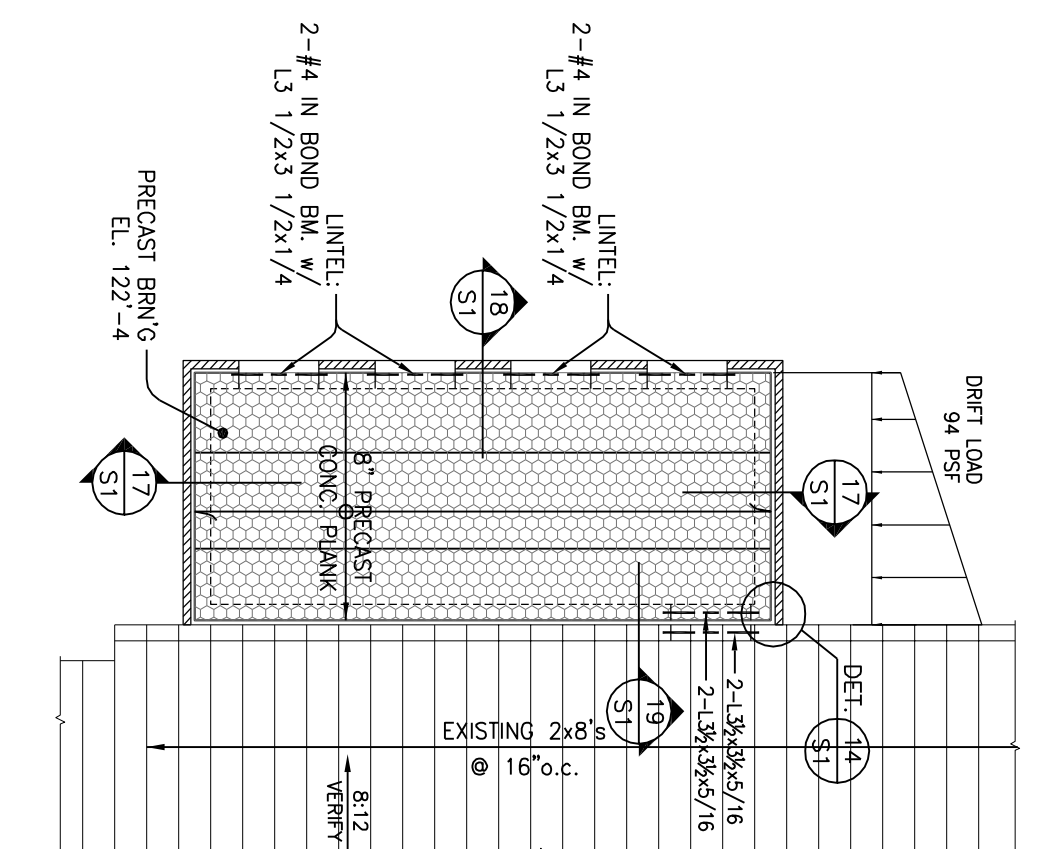 LINTEL:
2-#4 IN BOND BM. w/
L3 1/2x3 1/2x1/4
LINTEL:
2-#4 IN BOND BM. w/
L3 1/2x3 1/2x1/4
PRECAST BRN'G
EL. 122'-4
18
S1
DRIFT LOAD
94 PSF
17
S1
17
S1
8" PRECAST
CONC. PLANK
19
S1
2-L3½x3½x5/16
2-L3½x3½x5/16
DET.
14
S1
EXISTING 2x8's
@ 16"o.c.
8:12
VERIFY